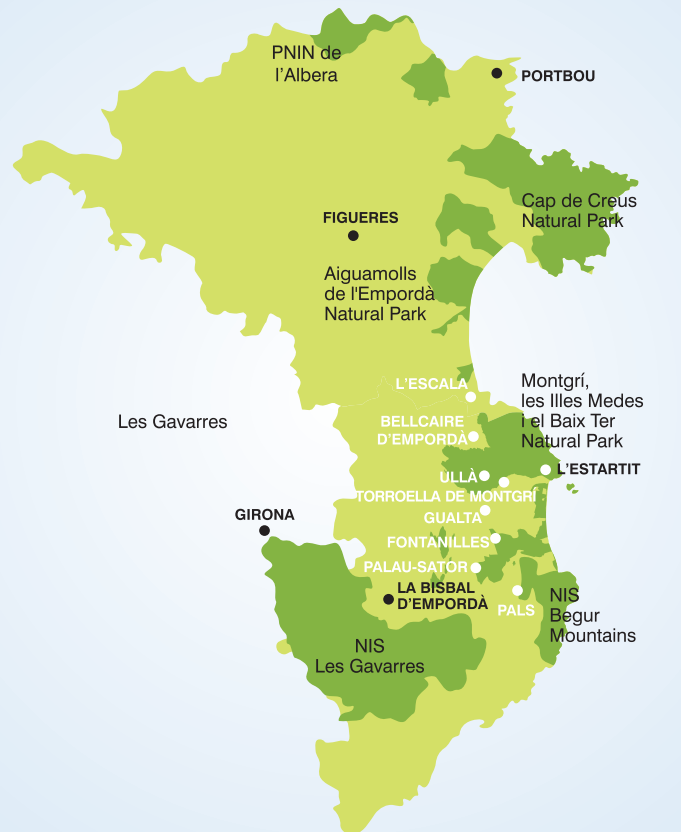 PNIN de
l'Albera
PORTBOU
Cap de Creus
Natural Park
FIGUERES
Aiguamolls
de l'Empordà
Natural Park
L'ESCALA
Montgrí,
les Illes Medes
i el Baix Ter
Natural Park
Les Gavarres
BELLCAIRE
D'EMPORDÀ
L'ESTARTIT
ULLÀ
TORROELLA DE MONTGRÍ
GIRONA
GUALTA
FONTANILLES
PALAU-SATOR
LA BISBAL
D'EMPORDÀ
PALS
NIS
Begur
Mountains
NIS
Les Gavarres